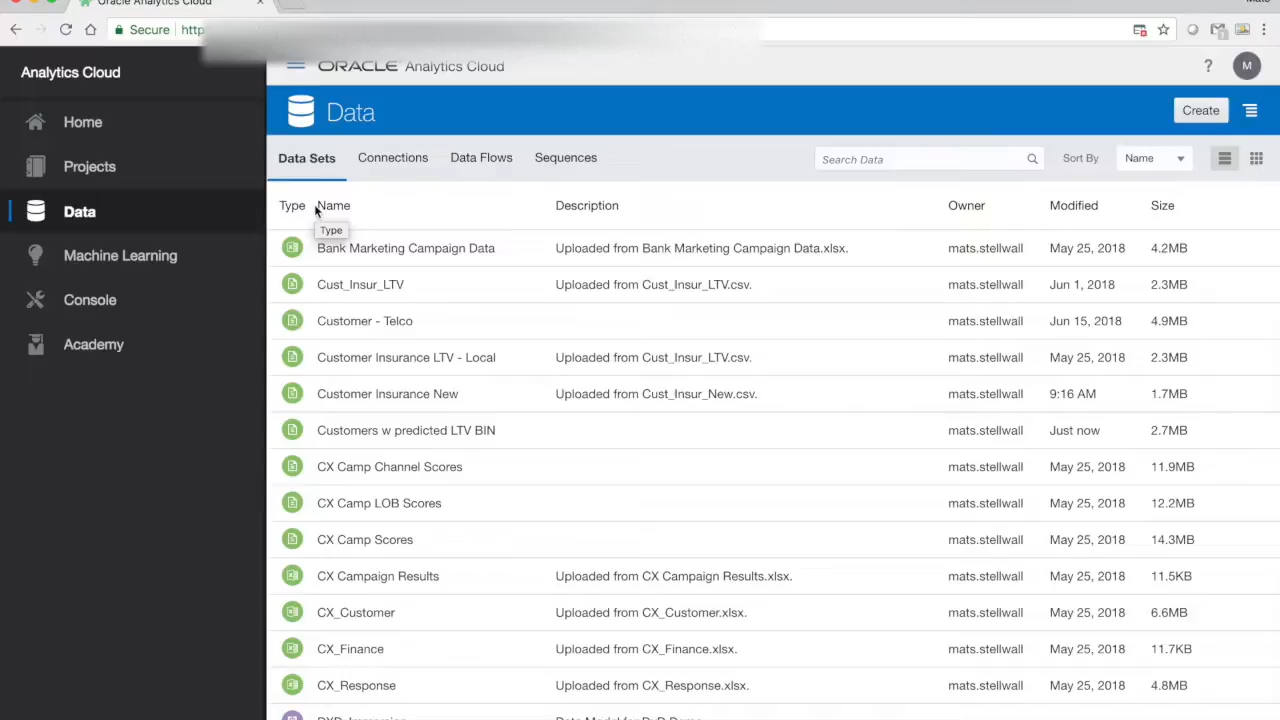 Oracle Analytics Cloud
Mats
Secure
Analytics Cloud
ORACLE Analytics Cloud
?
M
Home
Projects
Data
Machine Learning
Console
Academy
Data
Create
Data Sets Connections Data Flows Sequences
Search Data
Sort By Name
Type Name Description Owner Modified Size
Type
Bank Marketing Campaign Data Uploaded from Bank Marketing Campaign Data.xlsx. mats.stellwall May 25, 2018 4.2MB
Cust_Insur_LTV Uploaded from Cust_Insur_LTV.csv. mats.stellwall Jun 1, 2018 2.3MB
Customer - Telco mats.stellwall Jun 15, 2018 4.9MB
Customer Insurance LTV - Local Uploaded from Cust_Insur_LTV.csv. mats.stellwall May 25, 2018 2.3MB
Customer Insurance New Uploaded from Cust_Insur_New.csv. mats.stellwall 9:16 AM 1.7MB
Customers w predicted LTV BIN mats.stellwall Just now 2.7MB
CX Camp Channel Scores mats.stellwall May 25, 2018 11.9MB
CX Camp LOB Scores mats.stellwall May 25, 2018 12.2MB
CX Camp Scores mats.stellwall May 25, 2018 14.3MB
CX Campaign Results Uploaded from CX Campaign Results.xlsx. mats.stellwall May 25, 2018 11.5KB
CX_Customer Uploaded from CX_Customer.xlsx. mats.stellwall May 25, 2018 6.6MB
CX_Finance Uploaded from CX_Finance.xlsx. mats.stellwall May 25, 2018 11.7KB
CX_Response Uploaded from CX_Response.xlsx. mats.stellwall May 25, 2018 4.8MB